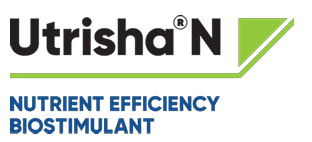 Utrisha® N
NUTRIENT EFFICIENCY
BIOSTIMULANT